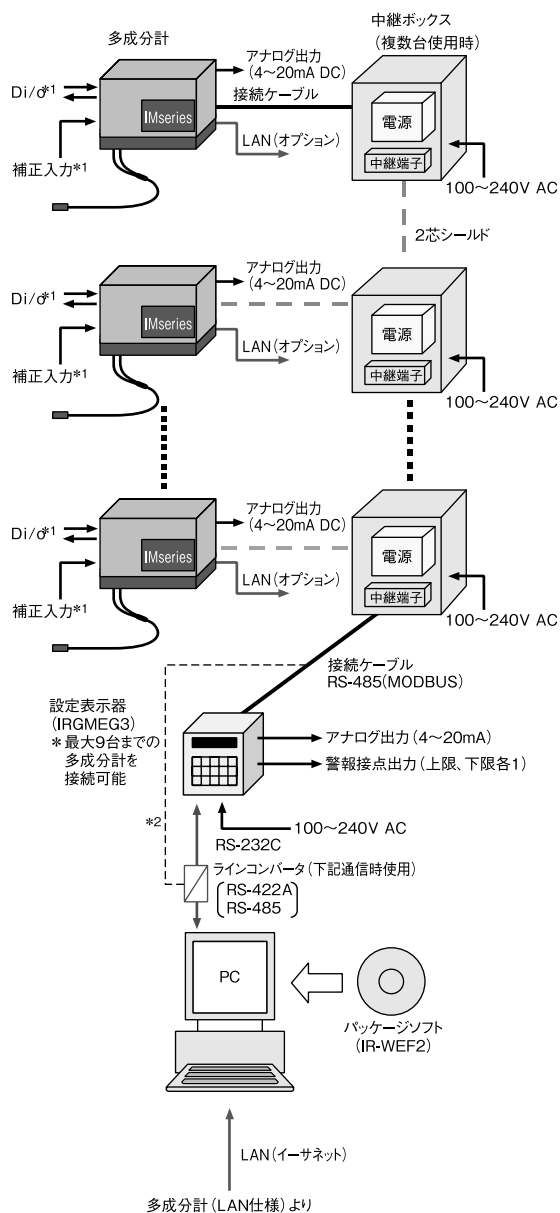 多成分計
中継ボックス
(複数台使用時)
アナログ出力
(4〜20mA DC)
Di/o*1
接続ケーブル
IMseries
電源
LAN(オプション)
中継端子
補正入力*1
100〜240V AC
2芯シールド
アナログ出力
(4〜20mA DC)
Di/o*1
IMseries
電源
LAN(オプション)
中継端子
補正入力*1
100〜240V AC
アナログ出力
(4〜20mA DC)
Di/o*1
IMseries
電源
LAN(オプション)
中継端子
補正入力*1
100〜240V AC
接続ケーブル
RS-485(MODBUS)
設定表示器
(IRGMEG3)
*最大9台までの
多成分計を
接続可能
アナログ出力(4〜20mA)
警報接点出力(上限、下限各1)
*2
100〜240V AC
RS-232C
ラインコンバータ(下記通信時使用)
RS-422A
RS-485
PC
パッケージソフト
(IR-WEF2)
LAN(イーサネット)
多成分計(LAN仕様)より